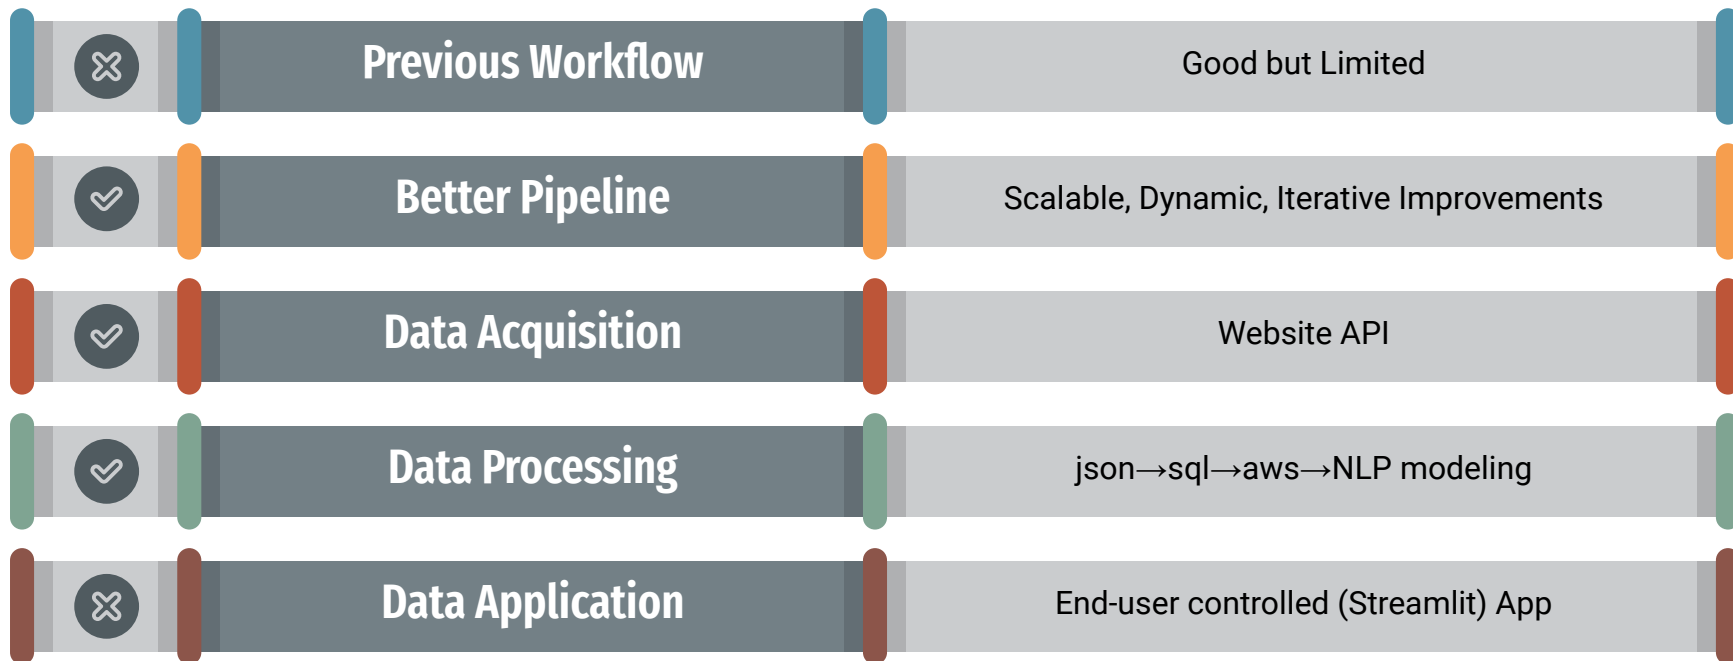 Previous Workflow
Good but Limited
Better Pipeline
Scalable, Dynamic, Iterative Improvements
Data Acquisition
Website API
Data Processing
json→sql→aws→NLP modeling
Data Application
End-user controlled (Streamlit) App